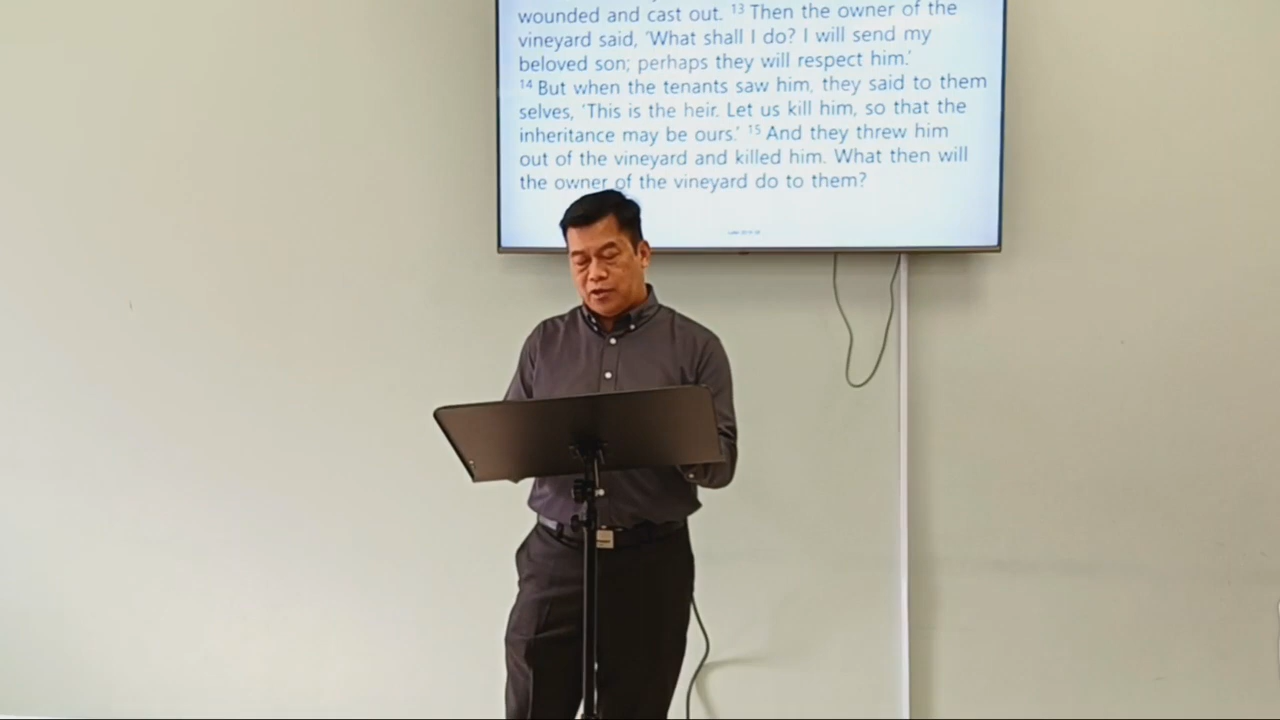 wounded and cast out. 13 Then the owner of the
vineyard said, 'What shall I do? I will send my
beloved son; perhaps they will respect him.'
14 But when the tenants saw him, they said to them
selves, 'This is the heir. Let us kill him, so that the
inheritance may be ours.' 15 And they threw him
out of the vineyard and killed him. What then will
the owner of the vineyard do to them?